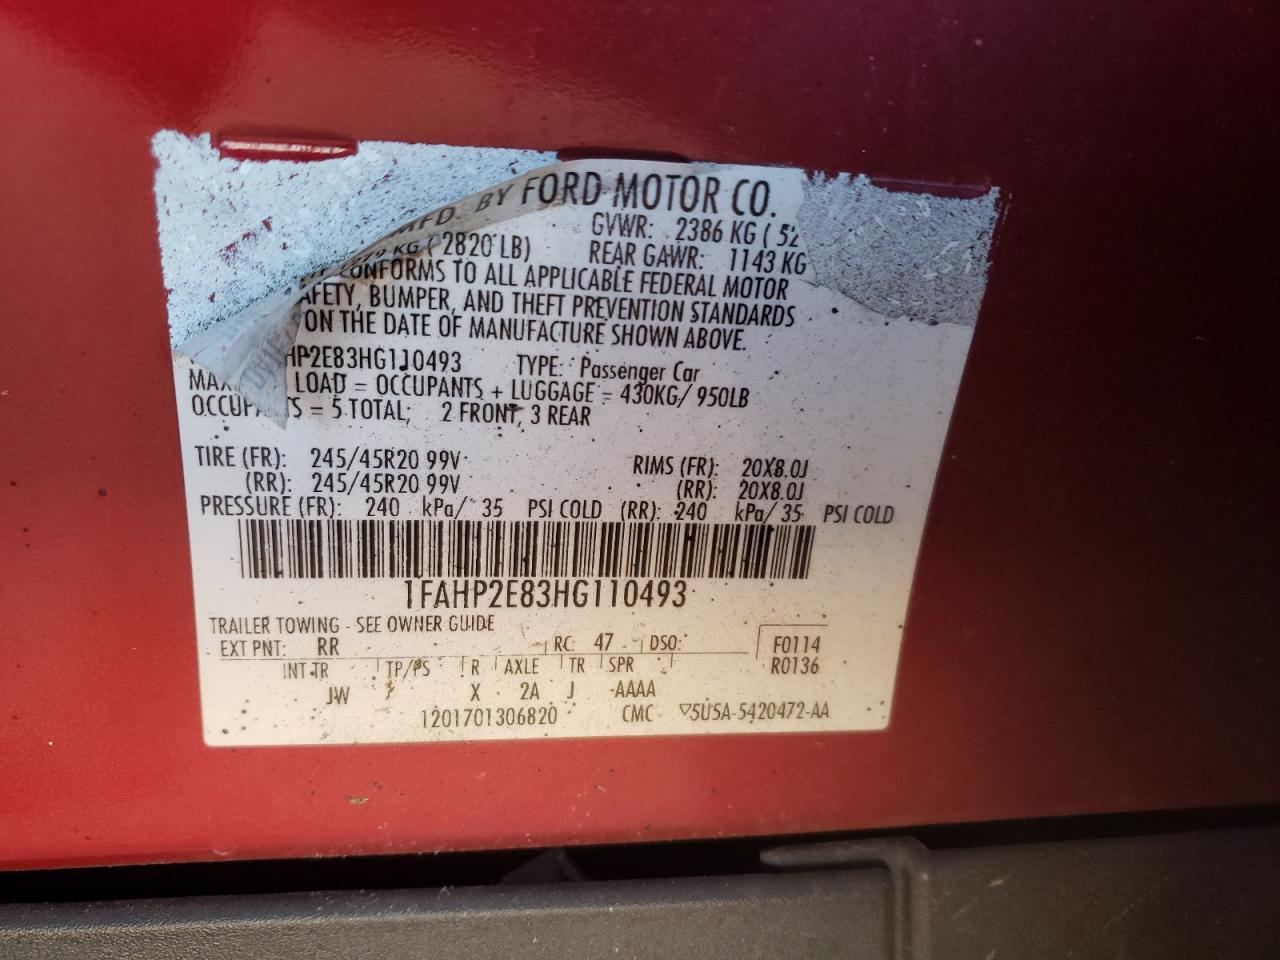 MFD. BY FORD MOTOR CO.
GVWR: 2386 KG ( 52
KG ( 2820 LB) REAR GAWR: 1143 KG
CONFORMS TO ALL APPLICABLE FEDERAL MOTOR
AFETY, BUMPER, AND THEFT PREVENTION STANDARDS
ON THE DATE OF MANUFACTURE SHOWN ABOVE.
HP2E83HG110493 TYPE: Passenger Car
MAX LOAD = OCCUPANTS + LUGGAGE = 430KG/ 950LB
OCCUPANTS = 5 TOTAL; 2 FRONT, 3 REAR
TIRE (FR): 245/45R20 99V RIMS (FR): 20X8.0J
(RR): 245/45R20 99V (RR): 20X8.0J
PRESSURE (FR): 240 kPa/ 35 PSI COLD (RR): 240 kPa/ 35 PSI COLD
1FAHP2E83HG110493
TRAILER TOWING - SEE OWNER GUIDE
EXT PNT: RR RC: 47 DSO: F0114
INT TR TP/PS R AXLE TR SPR R0136
JW X 2A J AAAA
1201701306820 CMC 5U5A-5420472-AA